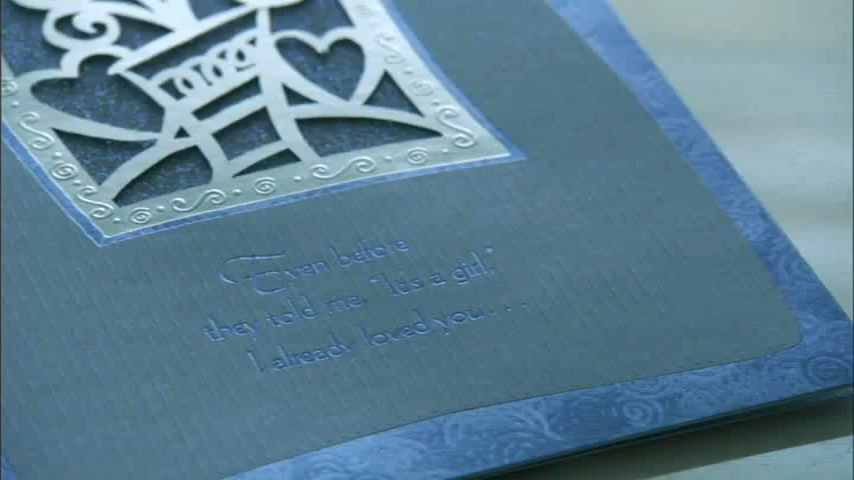 Even before
they told me, "It's a girl,"
I already loved you. . .